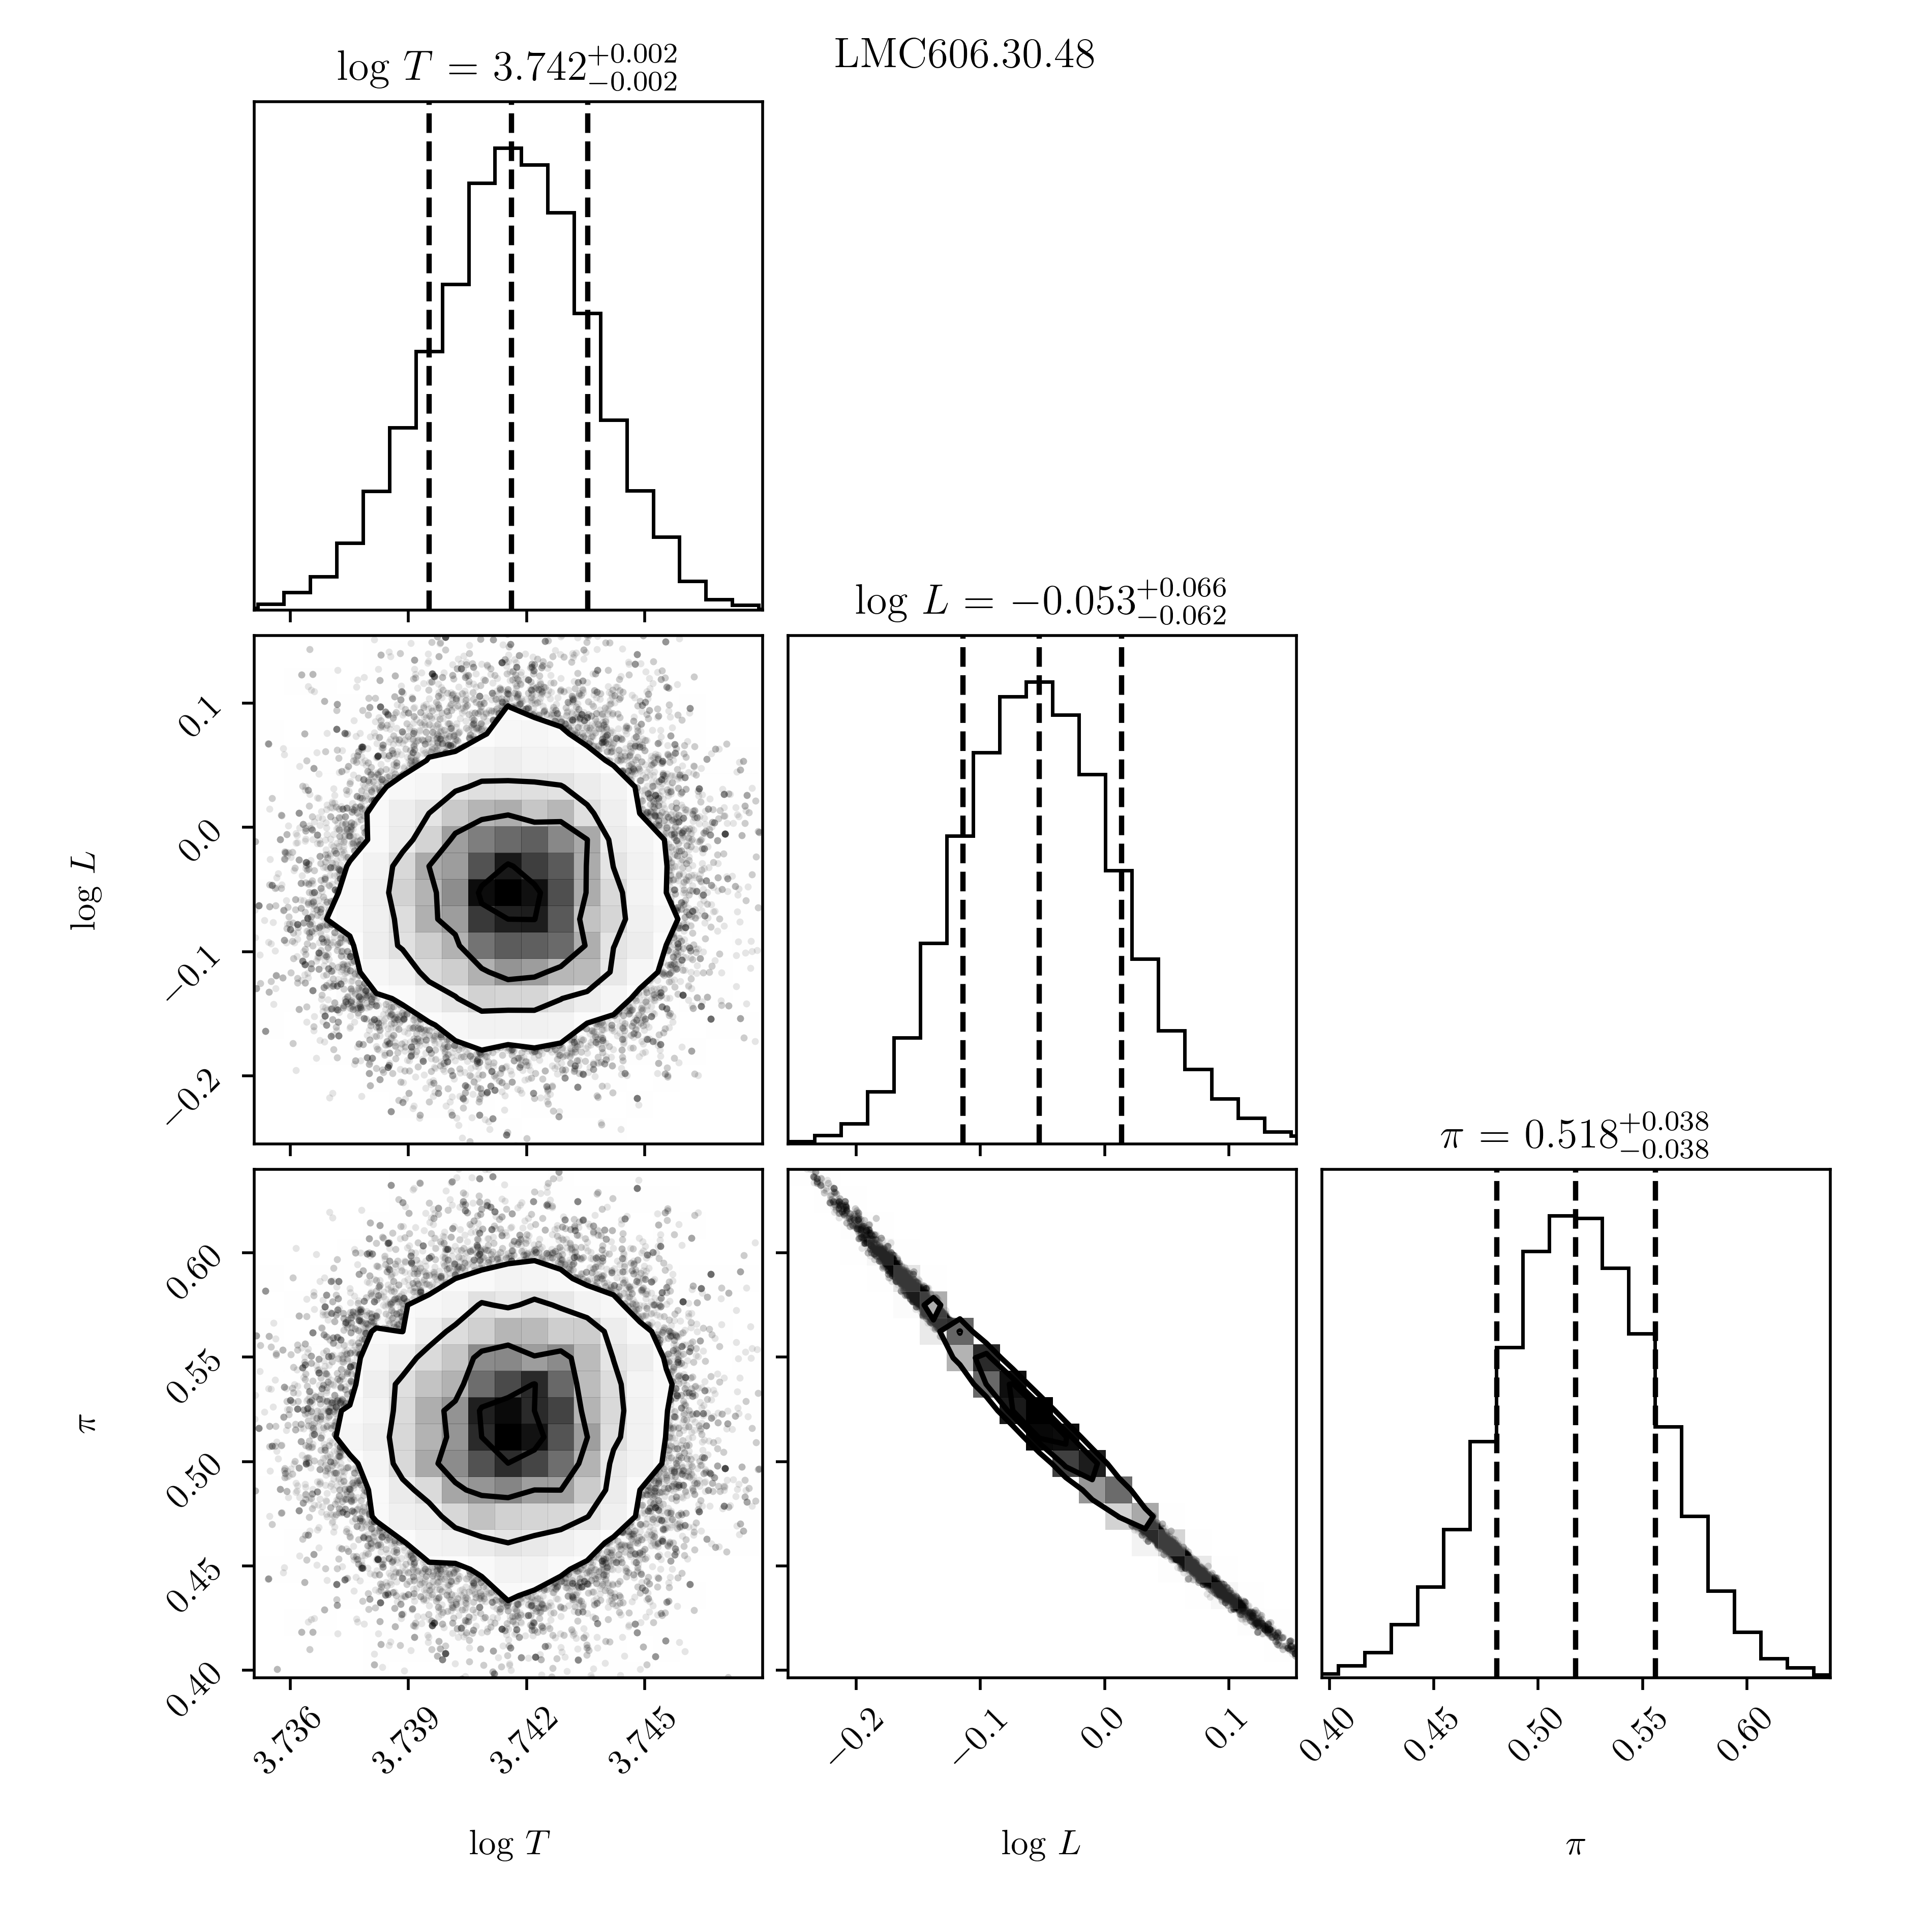 LMC606.30.48
log T = 3.742+0.002−0.002
log L = −0.053+0.066−0.062
π = 0.518+0.038−0.038
log L
0.1
0.0
−0.1
−0.2
π
0.60
0.55
0.50
0.45
0.40
3.736 3.739 3.742 3.745
−0.2 −0.1 0.0 0.1
0.40 0.45 0.50 0.55 0.60
log T
log L
π